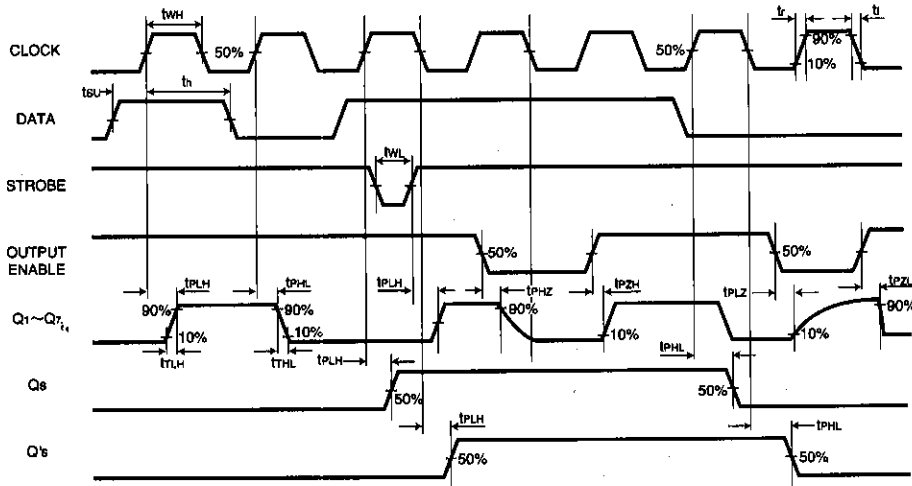 tWH tr tf
CLOCK 50% 50% 90% 10%
tSU th
DATA
tWL
STROBE
OUTPUT ENABLE 50% 50%
tPLH tPHL tPLH tPHZ tPZH tPLZ tPZL
Q1~Q7 90% 90% 90% 90%
10% 10% 10% 10%
tTLH tTHL tPLH tPHL
Qs 50% 50%
tPLH tPHL
Q's 50% 50%